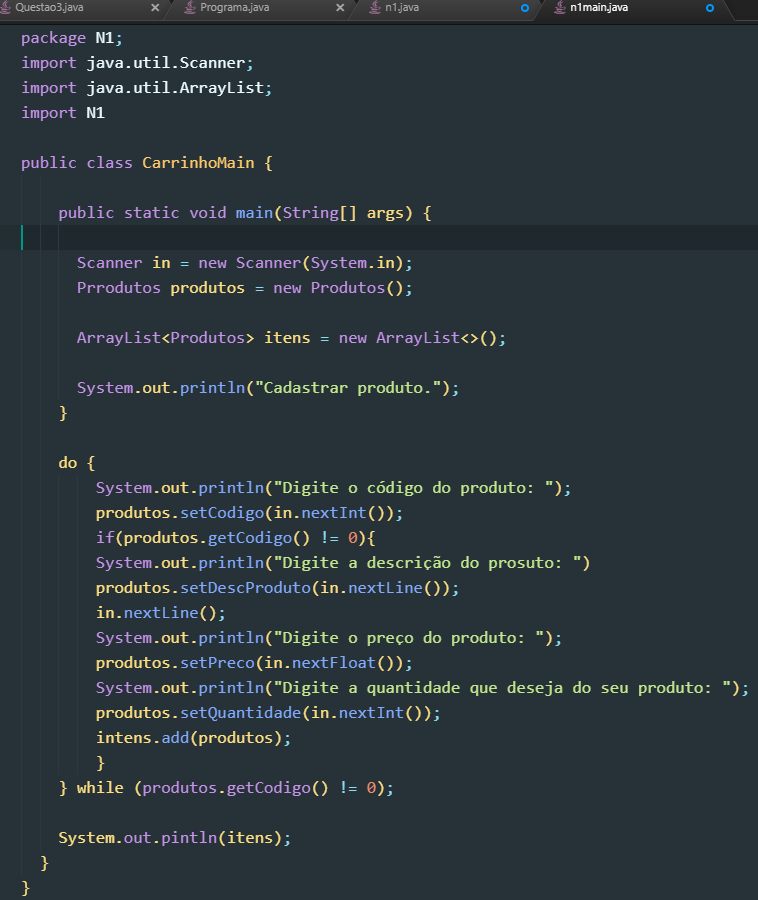 Questao3.java × Programa.java × n1.java n1main.java
package N1;
import java.util.Scanner;
import java.util.ArrayList;
import N1
public class CarrinhoMain {
public static void main(String[] args) {
Scanner in = new Scanner(System.in);
Prrodutos produtos = new Produtos();
ArrayList<Produtos> itens = new ArrayList<>();
System.out.println("Cadastrar produto.");
}
do {
System.out.println("Digite o código do produto: ");
produtos.setCodigo(in.nextInt());
if(produtos.getCodigo() != 0){
System.out.println("Digite a descrição do prosuto: ")
produtos.setDescProduto(in.nextLine());
in.nextLine();
System.out.println("Digite o preço do produto: ");
produtos.setPreco(in.nextFloat());
System.out.println("Digite a quantidade que deseja do seu produto: ");
produtos.setQuantidade(in.nextInt());
intens.add(produtos);
}
} while (produtos.getCodigo() != 0);
System.out.pintln(itens);
}
}